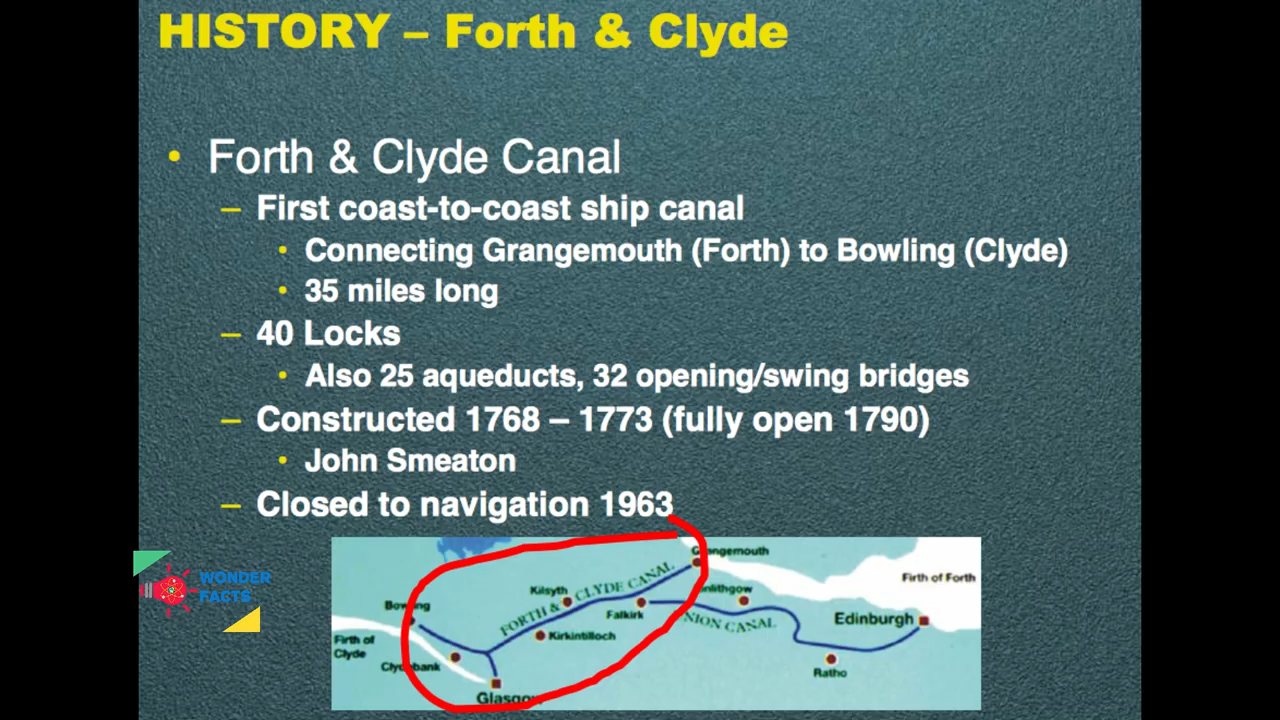 HISTORY – Forth & Clyde
• Forth & Clyde Canal
– First coast-to-coast ship canal
• Connecting Grangemouth (Forth) to Bowling (Clyde)
• 35 miles long
– 40 Locks
• Also 25 aqueducts, 32 opening/swing bridges
– Constructed 1768 – 1773 (fully open 1790)
• John Smeaton
– Closed to navigation 1963
Grangemouth
Firth of Forth
WONDER
FACTS
Kilsyth
FORTH & CLYDE CANAL
Bowling
Falkirk
Edinburgh
Kirkintilloch
Firth of
Clyde
Clydebank
CANAL
Ratho
Glasgow